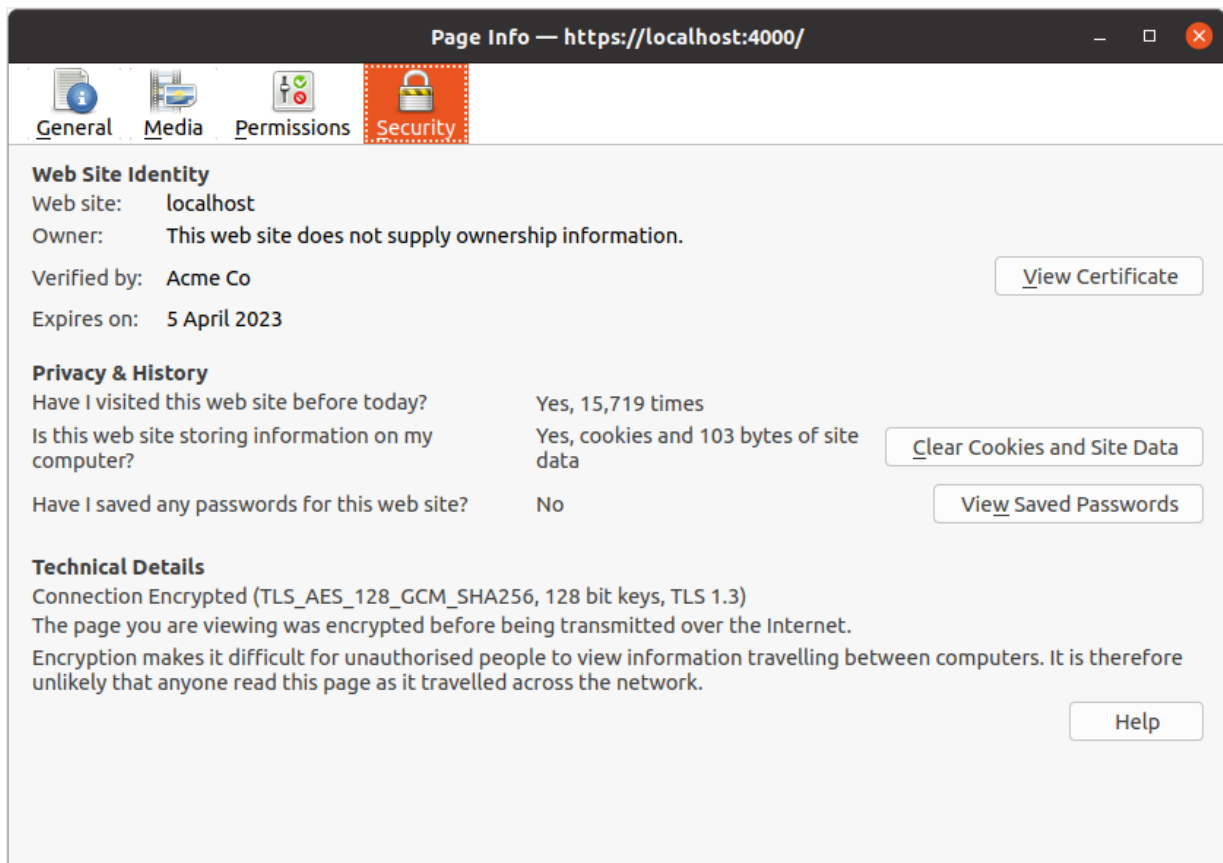 Page Info — https://localhost:4000/
General Media Permissions Security
Web Site Identity
Web site: localhost
Owner: This web site does not supply ownership information.
Verified by: Acme Co View Certificate
Expires on: 5 April 2023
Privacy & History
Have I visited this web site before today? Yes, 15,719 times
Is this web site storing information on my computer? Yes, cookies and 103 bytes of site data Clear Cookies and Site Data
Have I saved any passwords for this web site? No View Saved Passwords
Technical Details
Connection Encrypted (TLS_AES_128_GCM_SHA256, 128 bit keys, TLS 1.3)
The page you are viewing was encrypted before being transmitted over the Internet.
Encryption makes it difficult for unauthorised people to view information travelling between computers. It is therefore
unlikely that anyone read this page as it travelled across the network.
Help